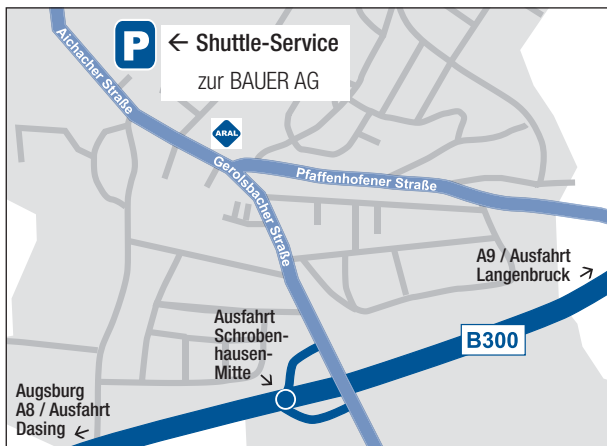 P
← Shuttle-Service
zur BAUER AG
Aichacher Straße
ARAL
Gerolsbacher Straße
Pfaffenhofener Straße
A9 / Ausfahrt
Langenbruck
Ausfahrt
Schroben-
hausen-
Mitte
B300
Augsburg
A8 / Ausfahrt
Dasing